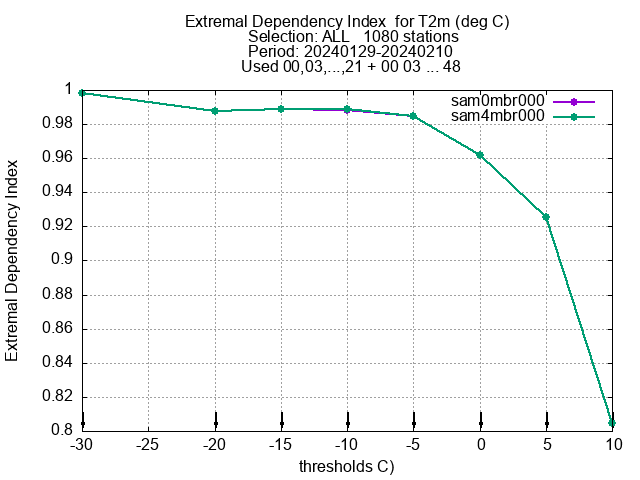 Extremal Dependency Index  for T2m (deg C)
Selection: ALL   1080 stations
Period: 20240129-20240210
Used 00,03,...,21 + 00 03 ... 48
sam0mbr000
sam4mbr000
Extremal Dependency Index
1
0.98
0.96
0.94
0.92
0.9
0.88
0.86
0.84
0.82
0.8
-30 -25 -20 -15 -10 -5 0 5 10
thresholds C)